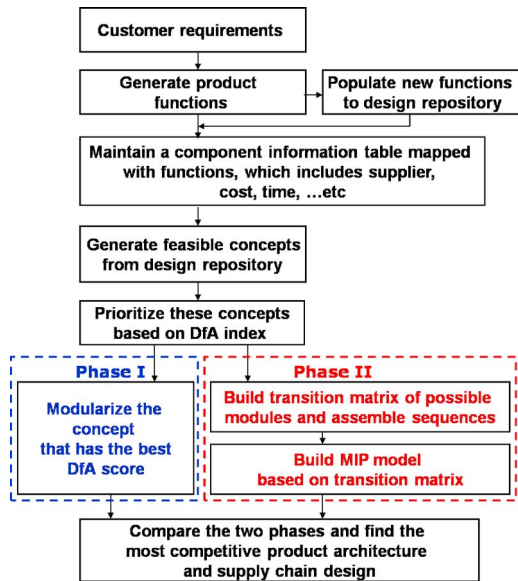 Customer requirements
Generate product
functions
Populate new functions
to design repository
Maintain a component information table mapped
with functions, which includes supplier,
cost, time, ...etc
Generate feasible concepts
from design repository
Prioritize these concepts
based on DfA index
Phase I
Modularize the
concept
that has the best
DfA score
Phase II
Build transition matrix of possible
modules and assemble sequences
Build MIP model
based on transition matrix
Compare the two phases and find the
most competitive product architecture
and supply chain design